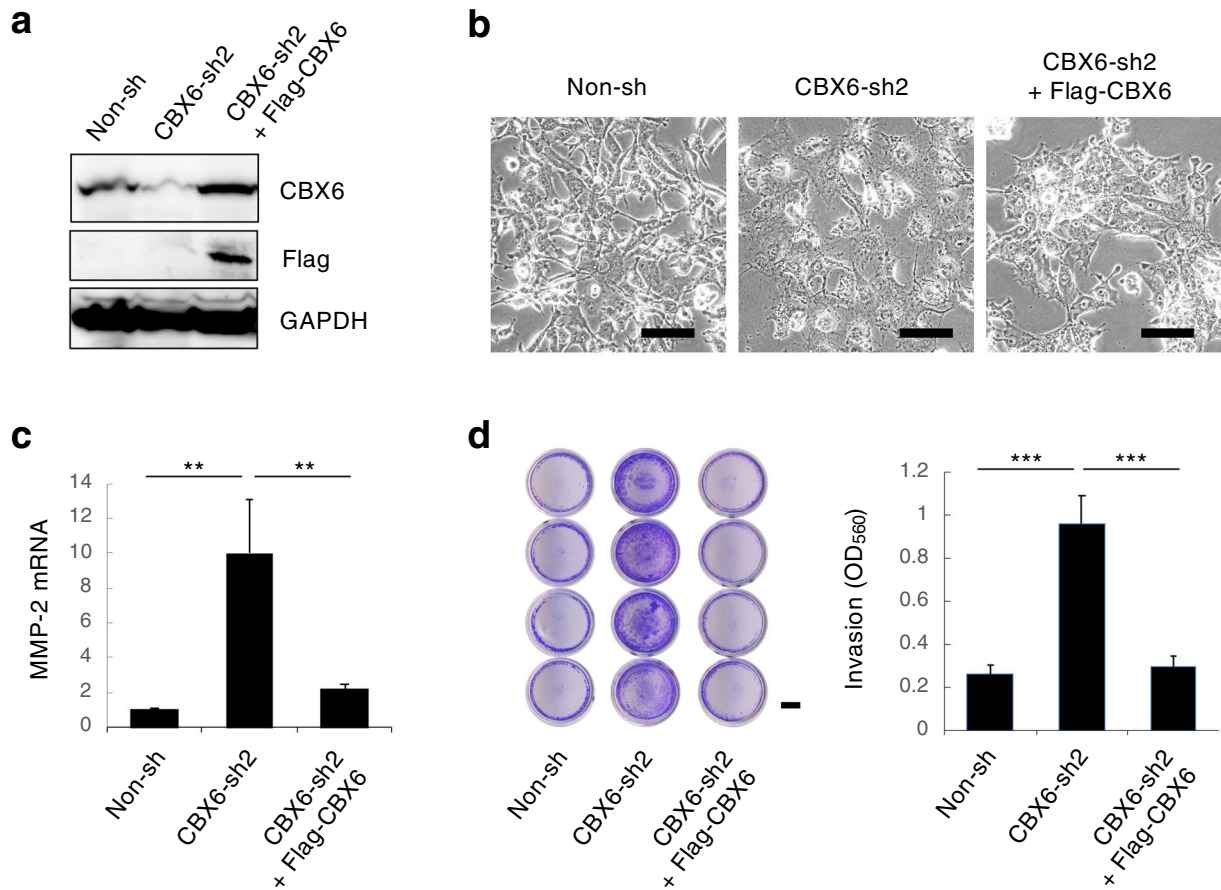 a
Non-sh
CBX6-sh2
CBX6-sh2
+ Flag-CBX6
CBX6
Flag
GAPDH
b
Non-sh
CBX6-sh2
CBX6-sh2
+ Flag-CBX6
c
MMP-2 mRNA
14
12
10
8
6
4
2
0
**
**
Non-sh
CBX6-sh2
CBX6-sh2
+ Flag-CBX6
d
Non-sh
CBX6-sh2
CBX6-sh2
+ Flag-CBX6
Invasion (OD560)
1.2
1
0.8
0.6
0.4
0.2
0
***
***
Non-sh
CBX6-sh2
CBX6-sh2
+ Flag-CBX6